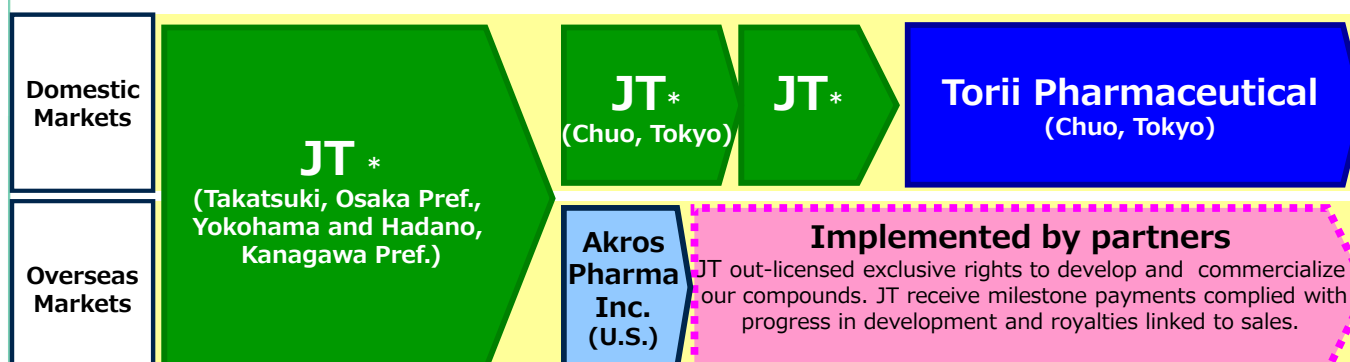 Domestic
Markets
JT *
(Takatsuki, Osaka Pref.,
Yokohama and Hadano,
Kanagawa Pref.)
JT *
(Chuo, Tokyo)
JT *
Torii Pharmaceutical
(Chuo, Tokyo)
Overseas
Markets
Akros
Pharma
Inc.
(U.S.)
Implemented by partners
JT out-licensed exclusive rights to develop and commercialize
our compounds. JT receive milestone payments complied with
progress in development and royalties linked to sales.